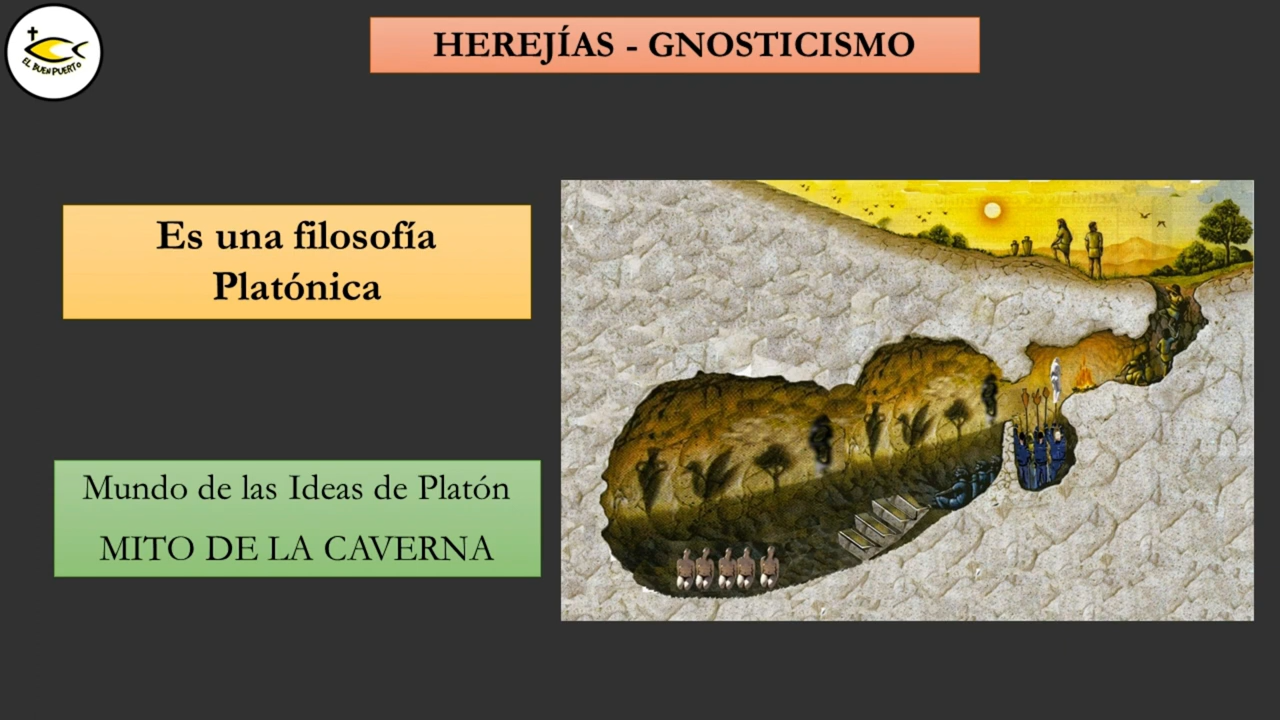 EL BUEN PUERTO
HEREJÍAS - GNOSTICISMO
Es una filosofía
Platónica
Mundo de las Ideas de Platón
MITO DE LA CAVERNA